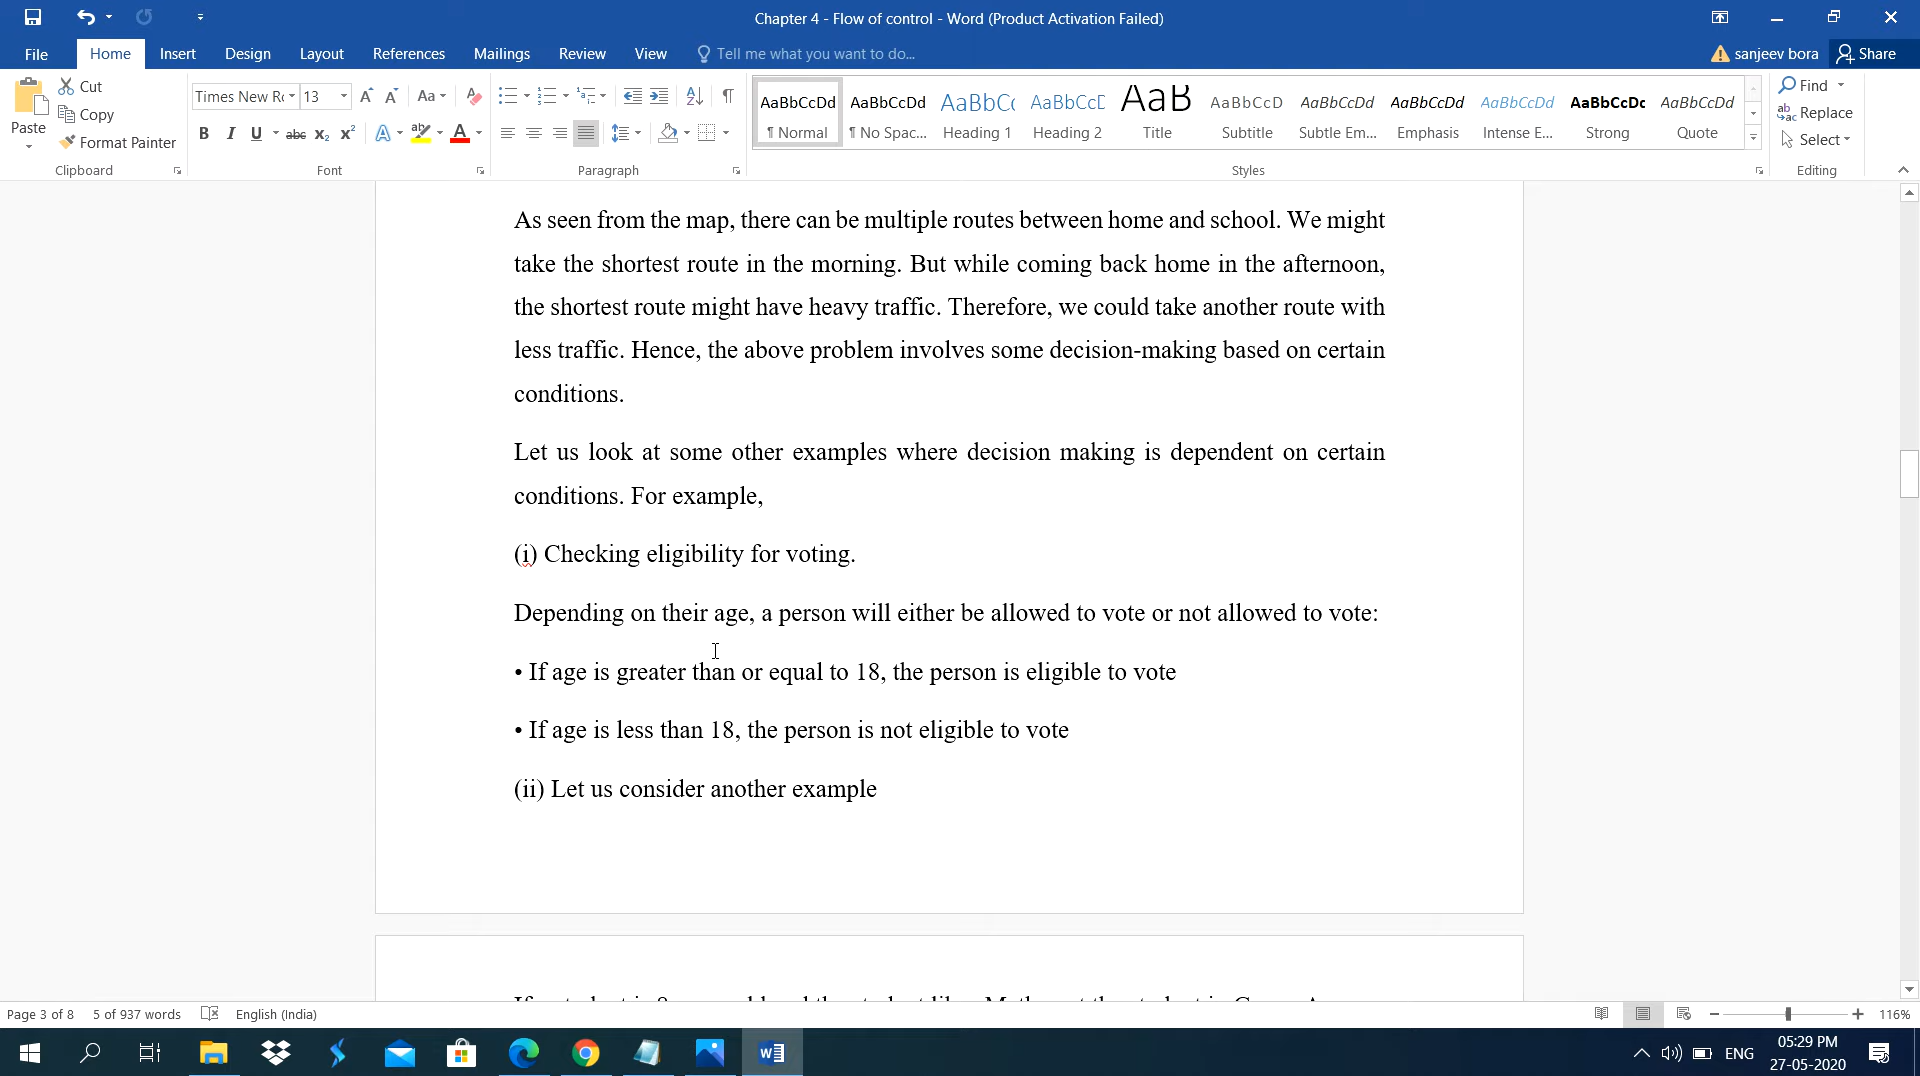 Chapter 4 - Flow of control - Word (Product Activation Failed)
File Home Insert Design Layout References Mailings Review View Tell me what you want to do... sanjeev bora Share
Cut
Copy
Paste
Format Painter
Clipboard
Times New Ro 13
Font
Paragraph
AaBbCcDd AaBbCcDd AaBbCc AaBbCcD AaB AaBbCcD AaBbCcDd AaBbCcDd AaBbCcDd AaBbCcDc AaBbCcDd
¶ Normal ¶ No Spac... Heading 1 Heading 2 Title Subtitle Subtle Em... Emphasis Intense E... Strong Quote
Styles
Find
Replace
Select
Editing
As seen from the map, there can be multiple routes between home and school. We might
take the shortest route in the morning. But while coming back home in the afternoon,
the shortest route might have heavy traffic. Therefore, we could take another route with
less traffic. Hence, the above problem involves some decision-making based on certain
conditions.
Let us look at some other examples where decision making is dependent on certain
conditions. For example,
(i) Checking eligibility for voting.
Depending on their age, a person will either be allowed to vote or not allowed to vote:
• If age is greater than or equal to 18, the person is eligible to vote
• If age is less than 18, the person is not eligible to vote
(ii) Let us consider another example
Page 3 of 8 5 of 937 words English (India) 116%
ENG
05:29 PM
27-05-2020